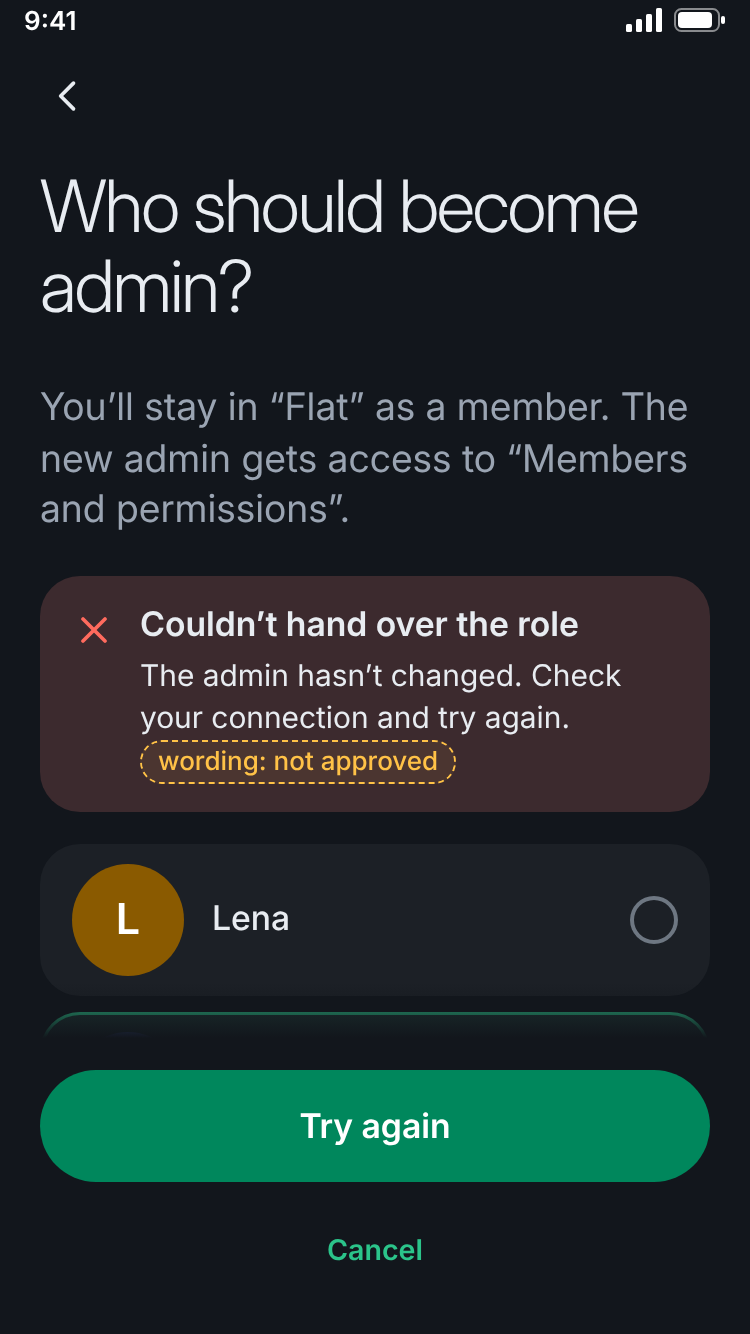 9:41
Who should become
admin?
You’ll stay in “Flat” as a member. The
new admin gets access to “Members
and permissions”.
Couldn’t hand over the role
The admin hasn’t changed. Check
your connection and try again.
wording: not approved
L
Lena
Try again
Cancel